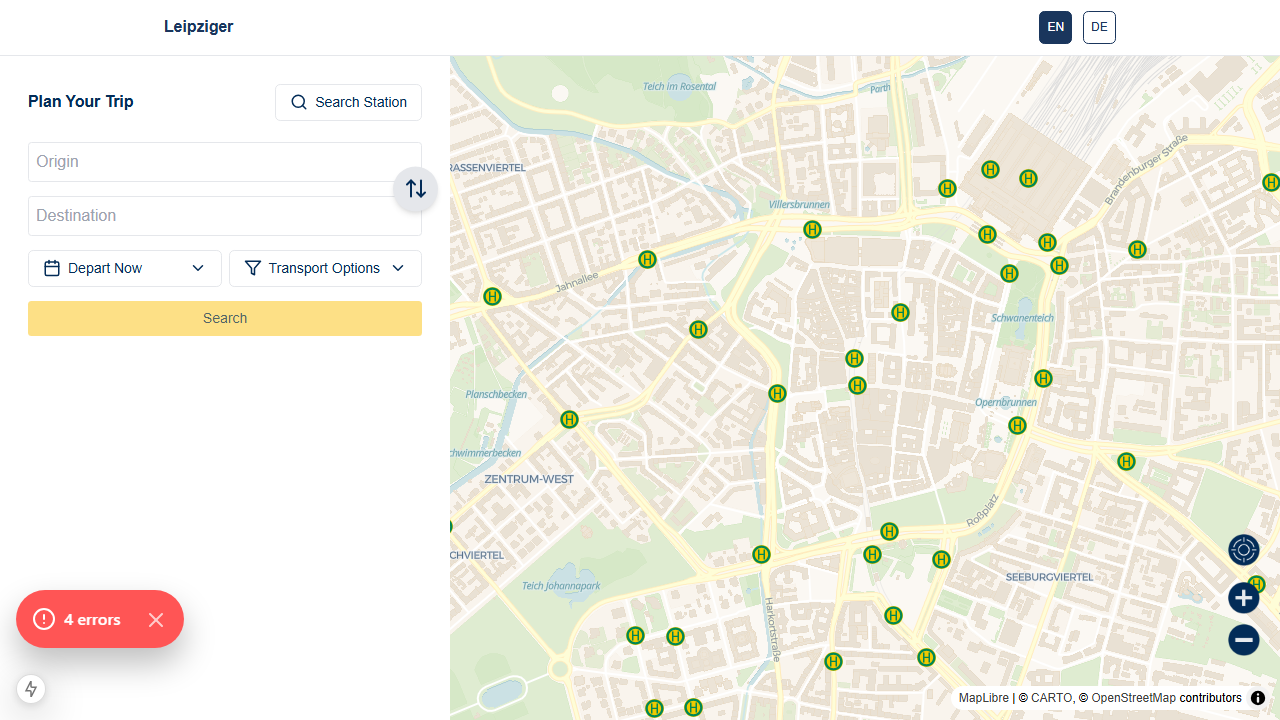 Leipziger
EN
DE
Plan Your Trip
Search Station
Origin
Destination
Depart Now
Transport Options
Search
4 errors
Teich im Rosental
Parth
RASSENVIERTEL
Brandenburger Straße
Villersbrunnen
Jahnallee
Schwanenteich
Planschbecken
Opernbrunnen
chwimmerbecken
ZENTRUM-WEST
Roßplatz
CHVIERTEL
Teich Johannapark
SEEBURGVIERTEL
Harkortstraße
MapLibre | © CARTO, © OpenStreetMap contributors